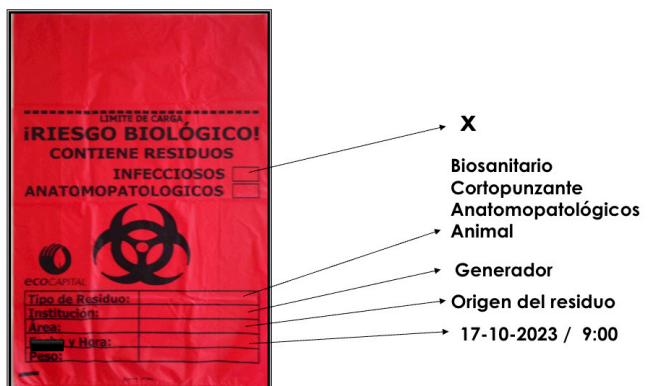 LIMITE DE CARGA
¡RIESGO BIOLÓGICO!
CONTIENE RESIDUOS
INFECCIOSOS
ANATOMOPATOLOGICOS
ecoCAPITAL
Tipo de Residuo:
Institución:
Área:
y Hora:
Peso:
X
Biosanitario
Cortopunzante
Anatomopatológicos
Animal
Generador
Origen del residuo
17-10-2023 / 9:00